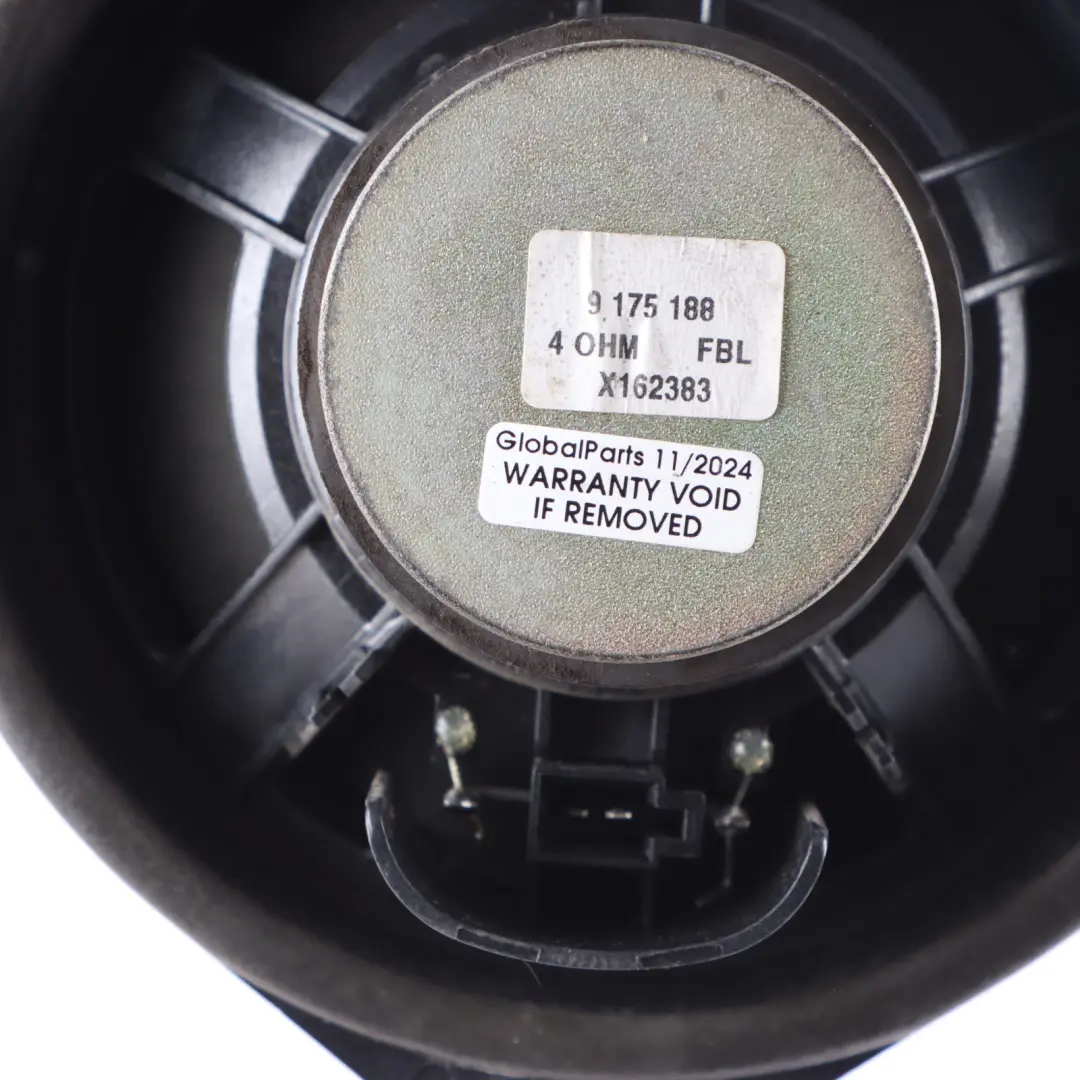 9 175 188
4 OHM FBL
X162383
GlobalParts 11/2024
WARRANTY VOID
IF REMOVED